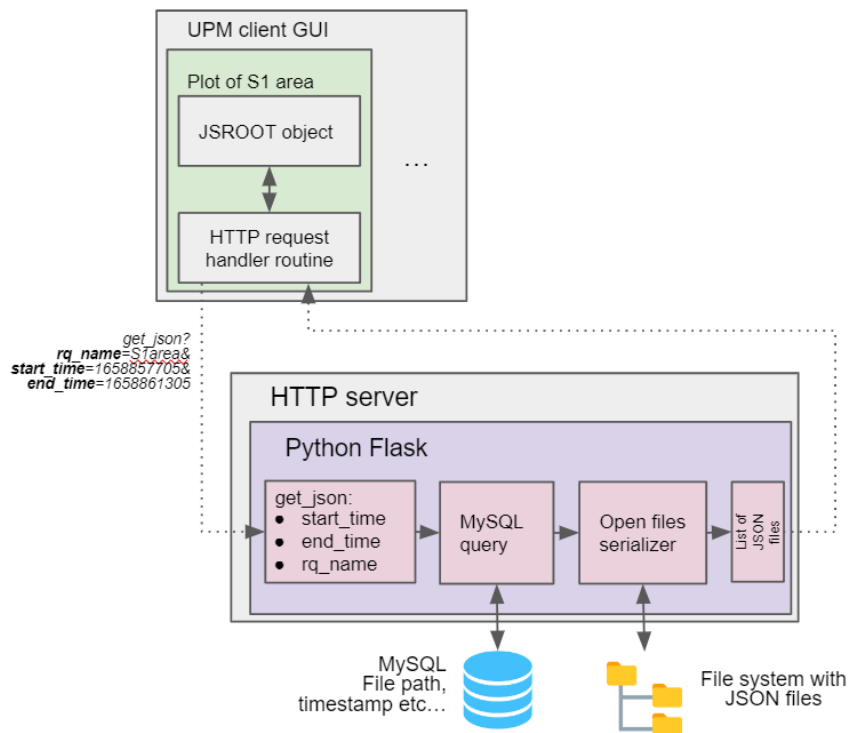 UPM client GUI
Plot of S1 area
JSROOT object
...
HTTP request
handler routine
get_json?
rq_name=S1area&
start_time=1658857705&
end_time=1658861305
HTTP server
Python Flask
get_json:
● start_time
● end_time
● rq_name
MySQL
query
Open files
serializer
List of
JSON
files
MySQL
File path,
timestamp etc...
File system with
JSON files